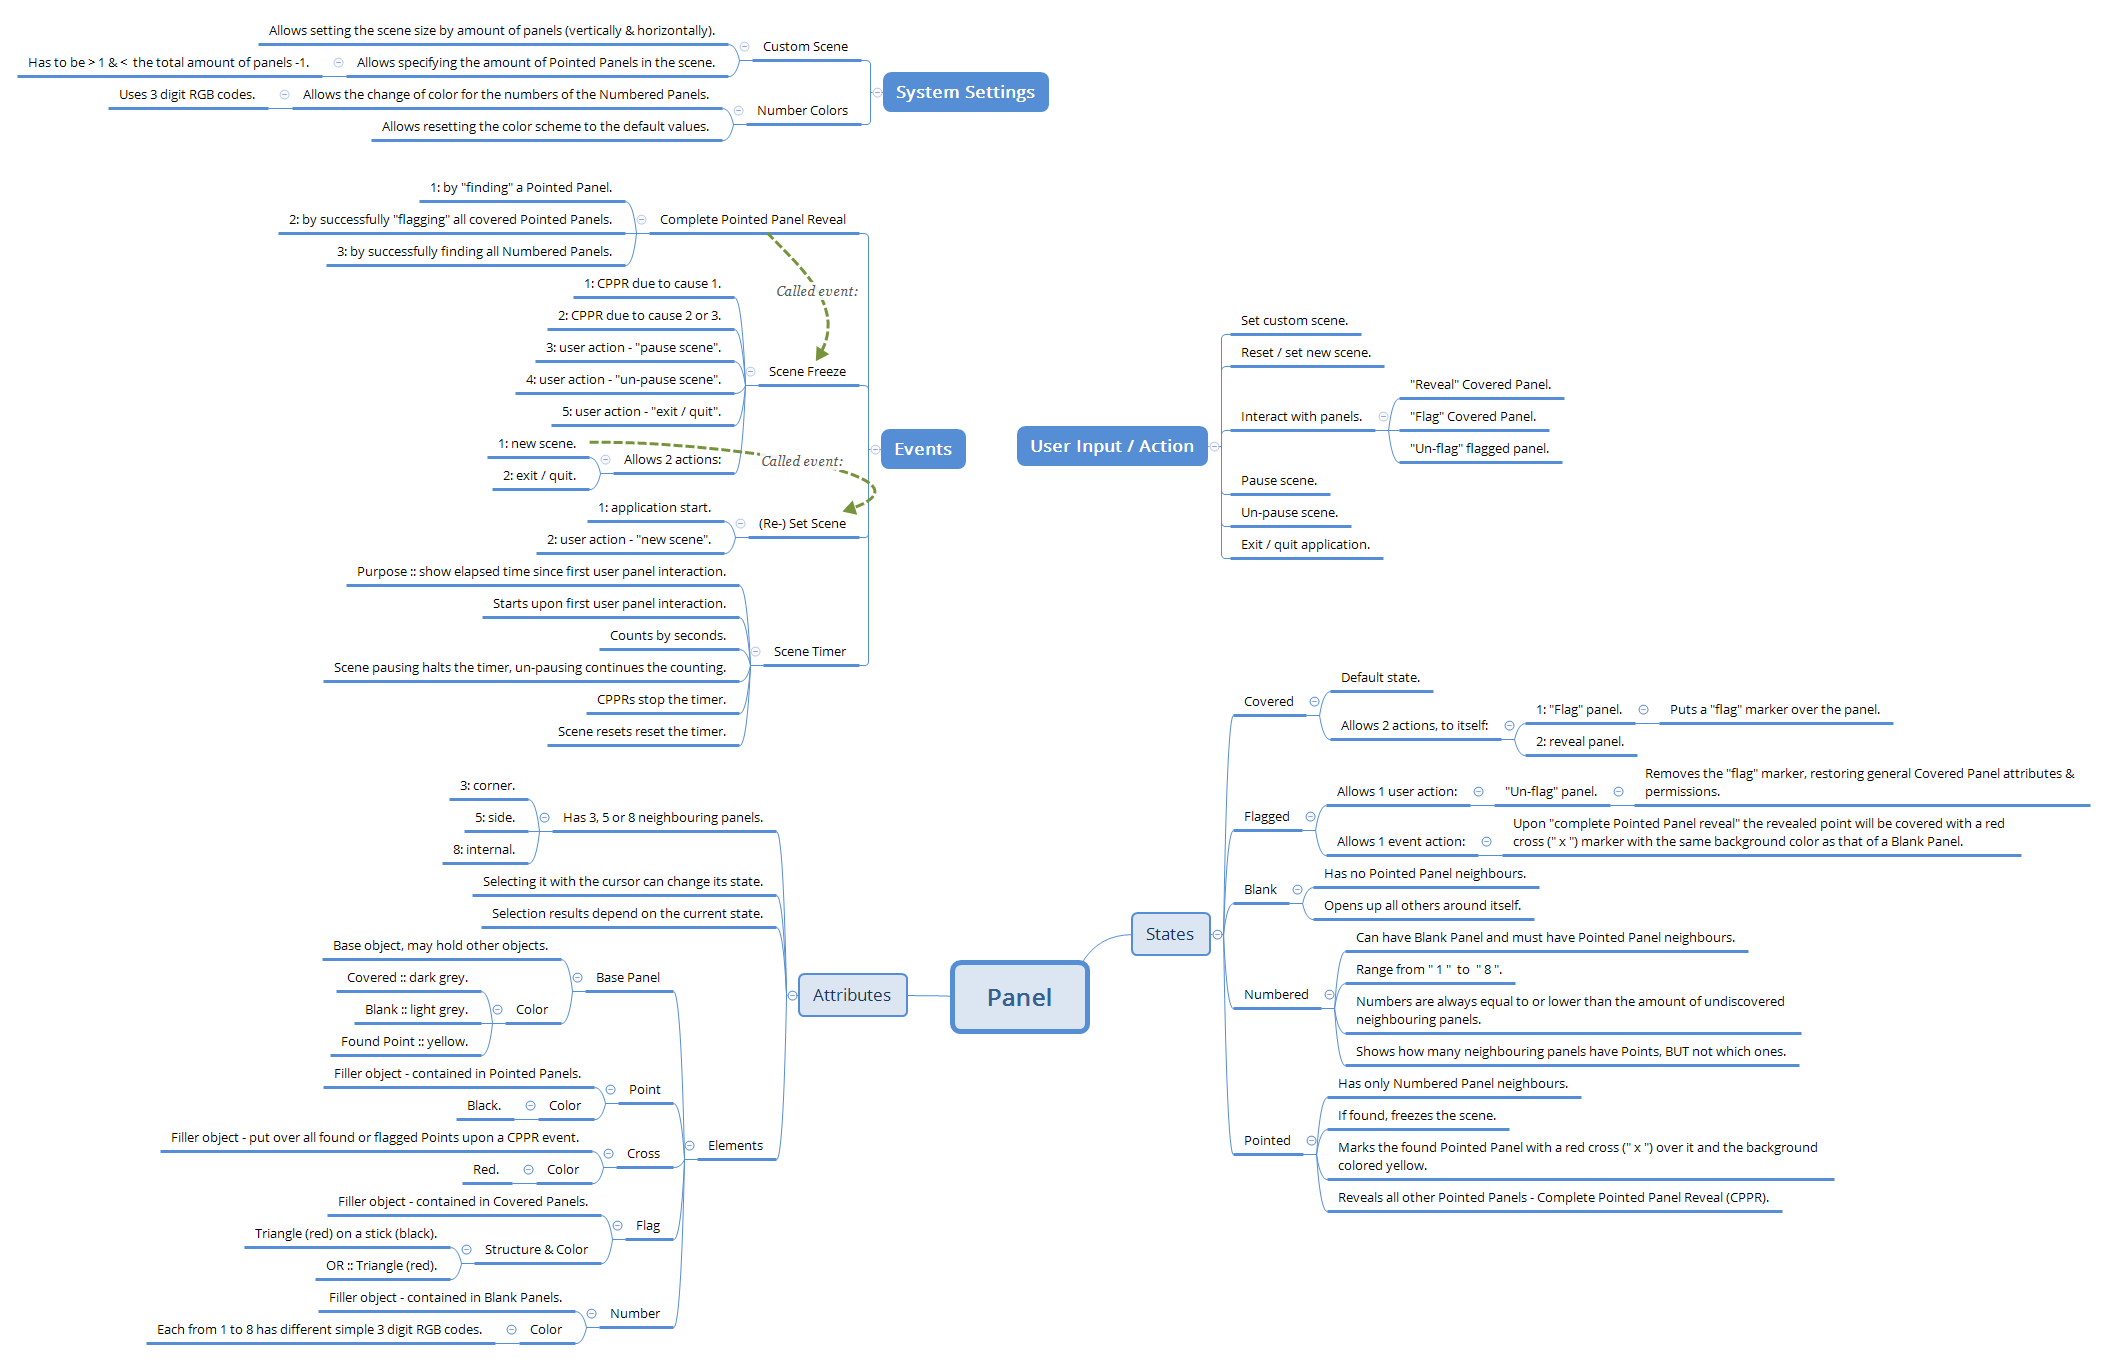 Allows setting the scene size by amount of panels (vertically & horizontally).
Custom Scene
Has to be > 1 & < the total amount of panels -1.
Allows specifying the amount of Pointed Panels in the scene.
System Settings
Uses 3 digit RGB codes.
Allows the change of color for the numbers of the Numbered Panels.
Number Colors
Allows resetting the color scheme to the default values.
1: by "finding" a Pointed Panel.
2: by successfully "flagging" all covered Pointed Panels.
Complete Pointed Panel Reveal
3: by successfully finding all Numbered Panels.
1: CPPR due to cause 1.
Called event:
2: CPPR due to cause 2 or 3.
3: user action - "pause scene".
Scene Freeze
4: user action - "un-pause scene".
5: user action - "exit / quit".
1: new scene.
Allows 2 actions:
Called event:
2: exit / quit.
Events
1: application start.
(Re-) Set Scene
2: user action - "new scene".
Purpose :: show elapsed time since first user panel interaction.
Starts upon first user panel interaction.
Counts by seconds.
Scene Timer
Scene pausing halts the timer, un-pausing continues the counting.
CPPRs stop the timer.
Scene resets reset the timer.
Set custom scene.
Reset / set new scene.
"Reveal" Covered Panel.
Interact with panels.
"Flag" Covered Panel.
"Un-flag" flagged panel.
User Input / Action
Pause scene.
Un-pause scene.
Exit / quit application.
Default state.
Covered
Allows 2 actions, to itself:
1: "Flag" panel.
Puts a "flag" marker over the panel.
2: reveal panel.
Flagged
Allows 1 user action:
"Un-flag" panel.
Removes the "flag" marker, restoring general Covered Panel attributes &
permissions.
Allows 1 event action:
Upon "complete Pointed Panel reveal" the revealed point will be covered with a red
cross (" x ") marker with the same background color as that of a Blank Panel.
Blank
Has no Pointed Panel neighbours.
Opens up all others around itself.
States
Can have Blank Panel and must have Pointed Panel neighbours.
Range from " 1 " to " 8 ".
Numbered
Numbers are always equal to or lower than the amount of undiscovered
neighbouring panels.
Shows how many neighbouring panels have Points, BUT not which ones.
Has only Numbered Panel neighbours.
If found, freezes the scene.
Pointed
Marks the found Pointed Panel with a red cross (" x ") over it and the background
colored yellow.
Reveals all other Pointed Panels - Complete Pointed Panel Reveal (CPPR).
Panel
Attributes
3: corner.
5: side.
Has 3, 5 or 8 neighbouring panels.
8: internal.
Selecting it with the cursor can change its state.
Selection results depend on the current state.
Base object, may hold other objects.
Base Panel
Covered :: dark grey.
Blank :: light grey.
Color
Found Point :: yellow.
Filler object - contained in Pointed Panels.
Point
Black.
Color
Filler object - put over all found or flagged Points upon a CPPR event.
Elements
Cross
Red.
Color
Filler object - contained in Covered Panels.
Flag
Triangle (red) on a stick (black).
Structure & Color
OR :: Triangle (red).
Filler object - contained in Blank Panels.
Number
Each from 1 to 8 has different simple 3 digit RGB codes.
Color